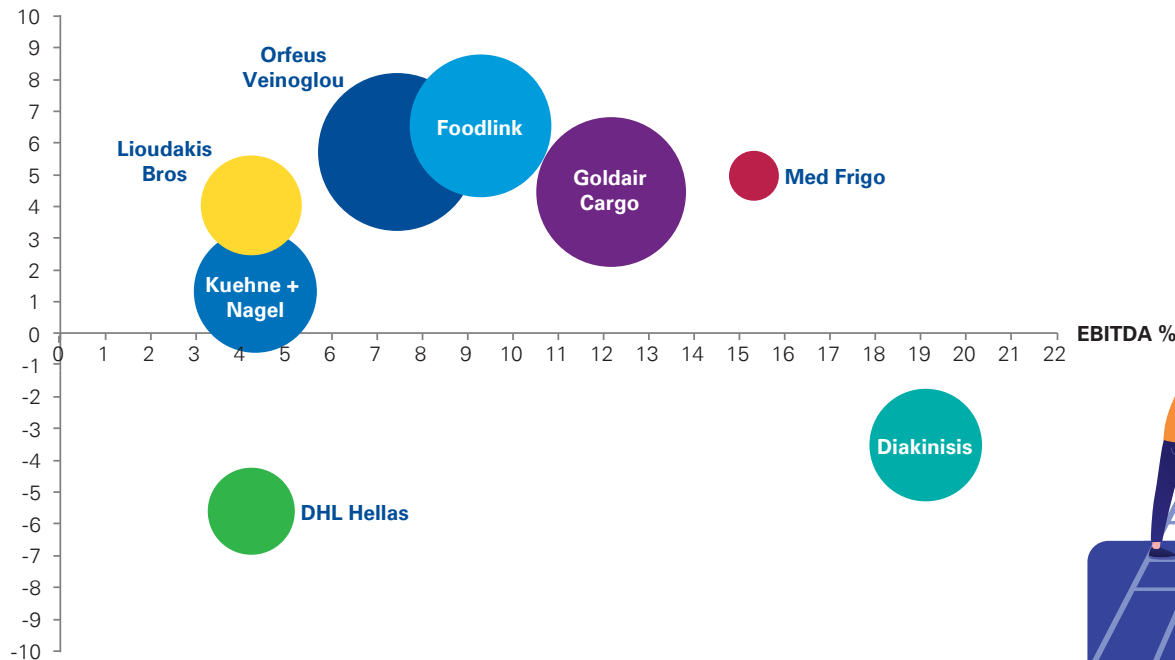 10
9
8
7
6
5
4
3
2
1
0
-1
-2
-3
-4
-5
-6
-7
-8
-9
-10
Orfeus
Veinoglou
Foodlink
Lioudakis
Bros
Goldair
Cargo
Med Frigo
Kuehne +
Nagel
0 1 2 3 4 5 6 7 8 9 10 11 12 13 14 15 16 17 18 19 20 21 22
EBITDA %
Diakinisis
DHL Hellas